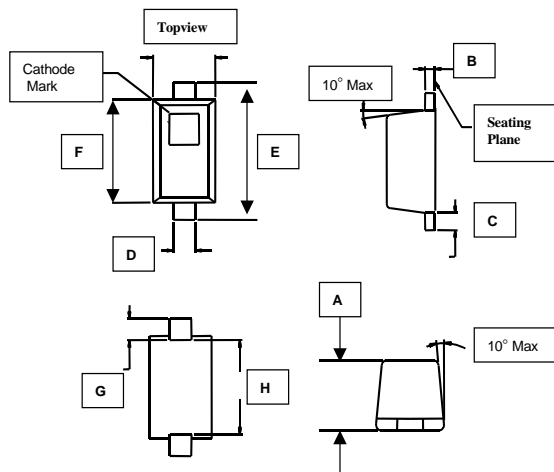 Topview
Cathode
Mark
F
E
D
B
10° Max
Seating
Plane
C
G
H
A
10° Max